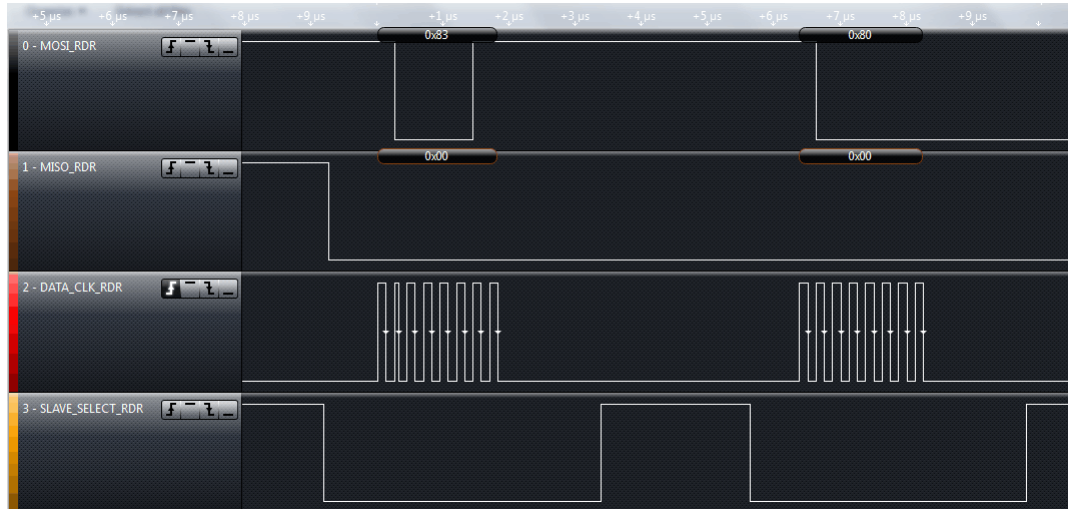 +5 µs +6 µs +7 µs +8 µs +9 µs +1 µs +2 µs +3 µs +4 µs +5 µs +6 µs +7 µs +8 µs +9 µs
0 - MOSI_RDR
0x83 0x80
1 - MISO_RDR
0x00 0x00
2 - DATA_CLK_RDR
3 - SLAVE_SELECT_RDR